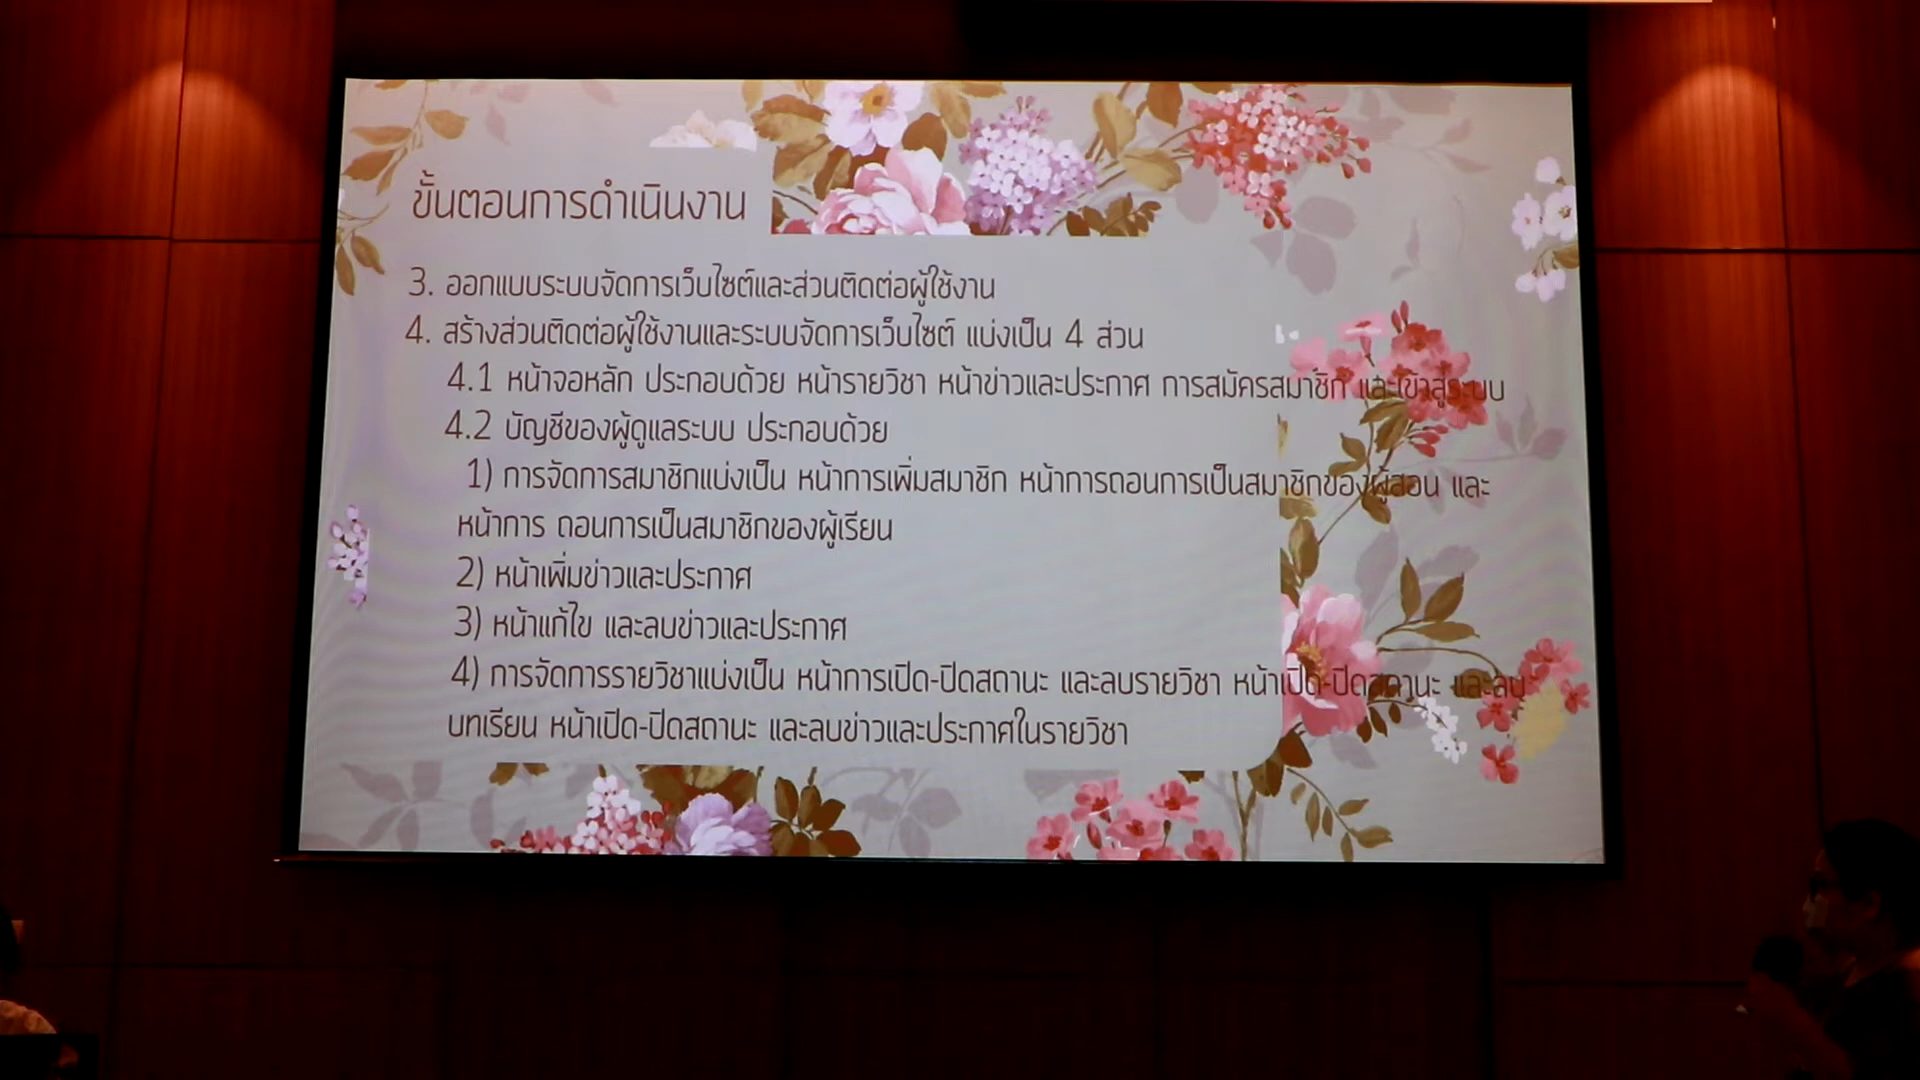 ขั้นตอนการดำเนินงาน
3. ออกแบบระบบจัดการเว็บไซต์และส่วนติดต่อผู้ใช้งาน
4. สร้างส่วนติดต่อผู้ใช้งานและระบบจัดการเว็บไซต์ แบ่งเป็น 4 ส่วน
4.1 หน้าจอหลัก ประกอบด้วย หน้ารายวิชา หน้าข่าวและประกาศ การสมัครสมาชิก และเข้าสู่ระบบ
4.2 บัญชีของผู้ดูแลระบบ ประกอบด้วย
1) การจัดการสมาชิกแบ่งเป็น หน้าการเพิ่มสมาชิก หน้าการถอนการเป็นสมาชิกของผู้สอน และ
หน้าการ ถอนการเป็นสมาชิกของผู้เรียน
2) หน้าเพิ่มข่าวและประกาศ
3) หน้าแก้ไข และลบข่าวและประกาศ
4) การจัดการรายวิชาแบ่งเป็น หน้าการเปิด-ปิดสถานะ และลบรายวิชา หน้าเปิด-ปิดสถานะ และลบ
บทเรียน หน้าเปิด-ปิดสถานะ และลบข่าวและประกาศในรายวิชา